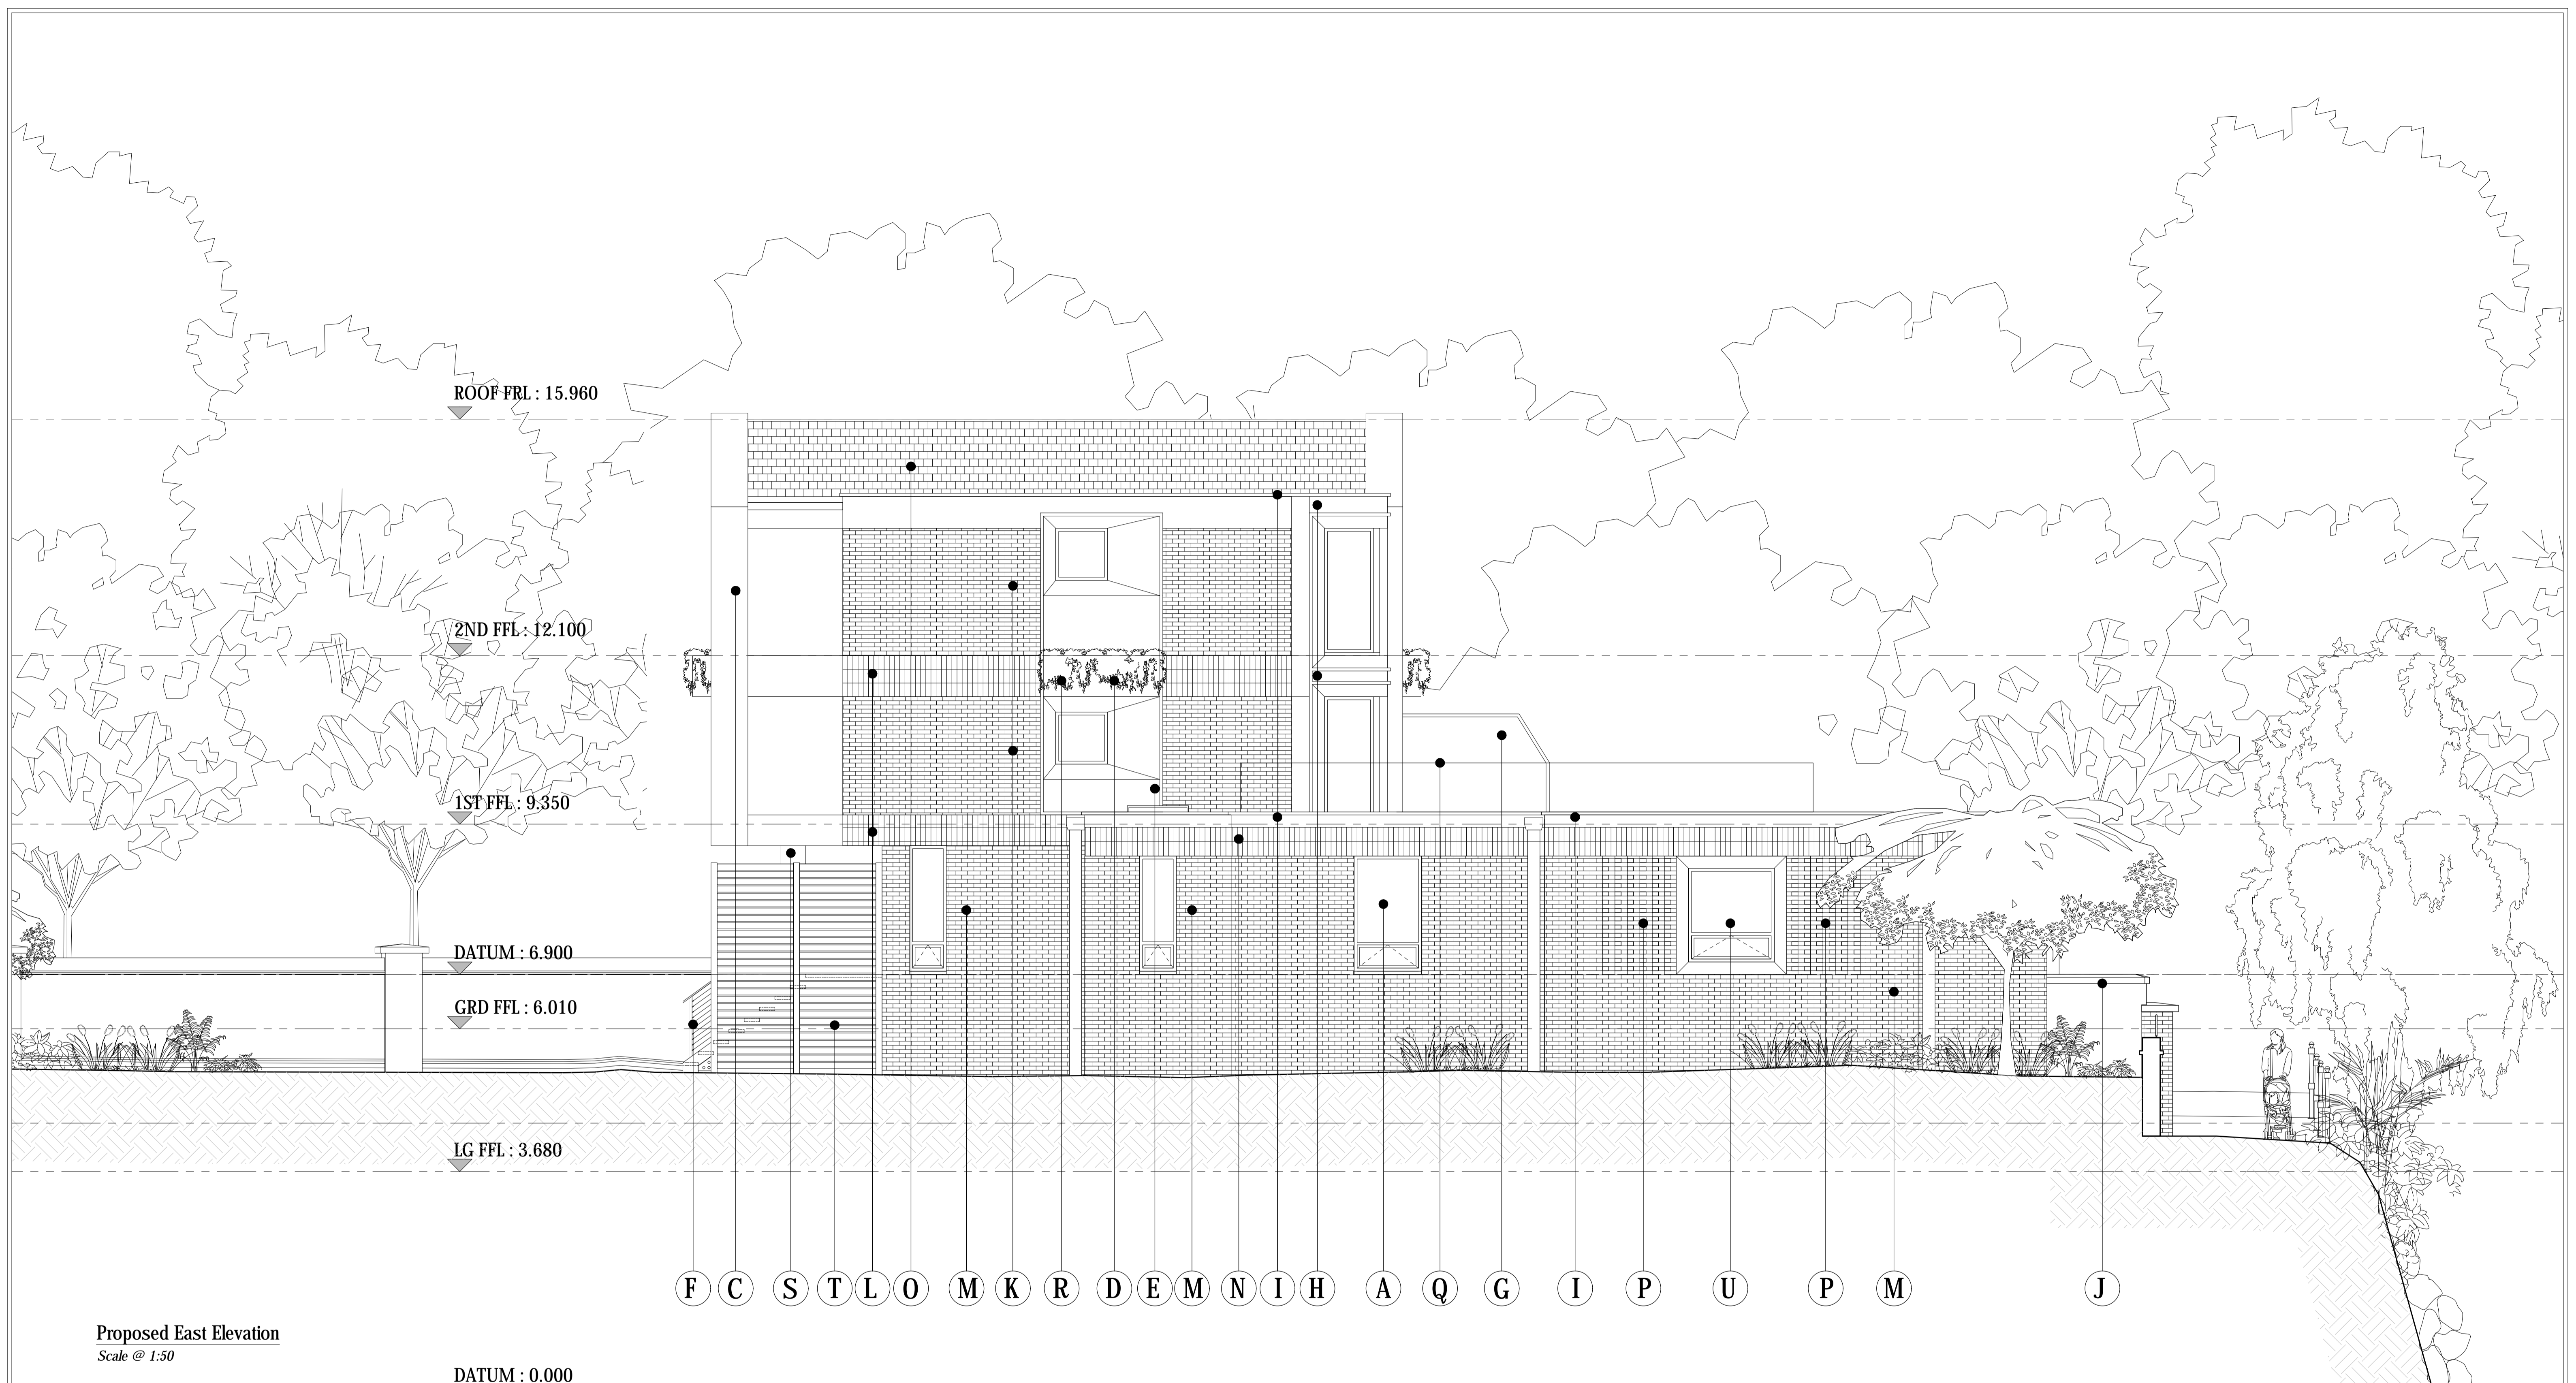 ROOF FRL : 15.960
2ND FFL : 12.100
1ST FFL : 9.350
DATUM : 6.900
GRD FFL : 6.010
LG FFL : 3.680
F C S T L O M K R D E M N I H A Q G I P U P M J
Proposed East Elevation
Scale @ 1:50
DATUM : 0.000